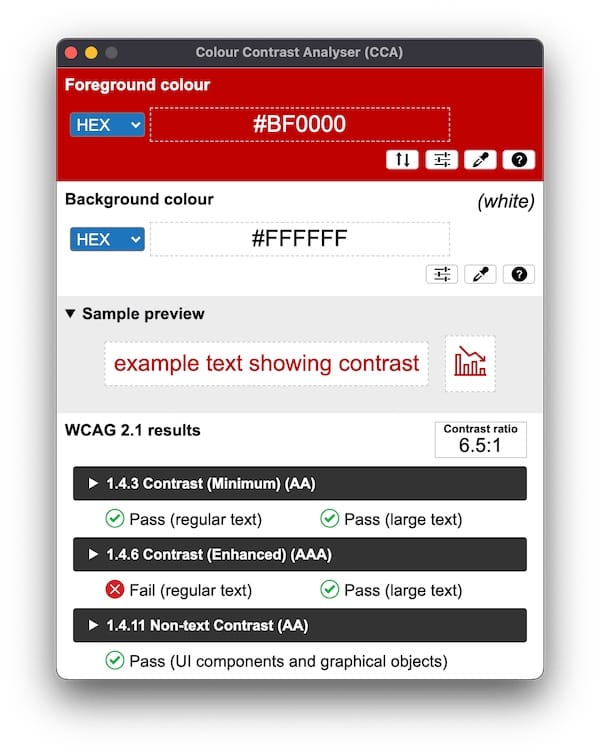 Colour Contrast Analyser (CCA)
Foreground colour
HEX #BF0000
Background colour (white)
HEX #FFFFFF
▼ Sample preview
example text showing contrast
WCAG 2.1 results
Contrast ratio
6.5:1
▶ 1.4.3 Contrast (Minimum) (AA)
Pass (regular text) Pass (large text)
▶ 1.4.6 Contrast (Enhanced) (AAA)
Fail (regular text) Pass (large text)
▶ 1.4.11 Non-text Contrast (AA)
Pass (UI components and graphical objects)